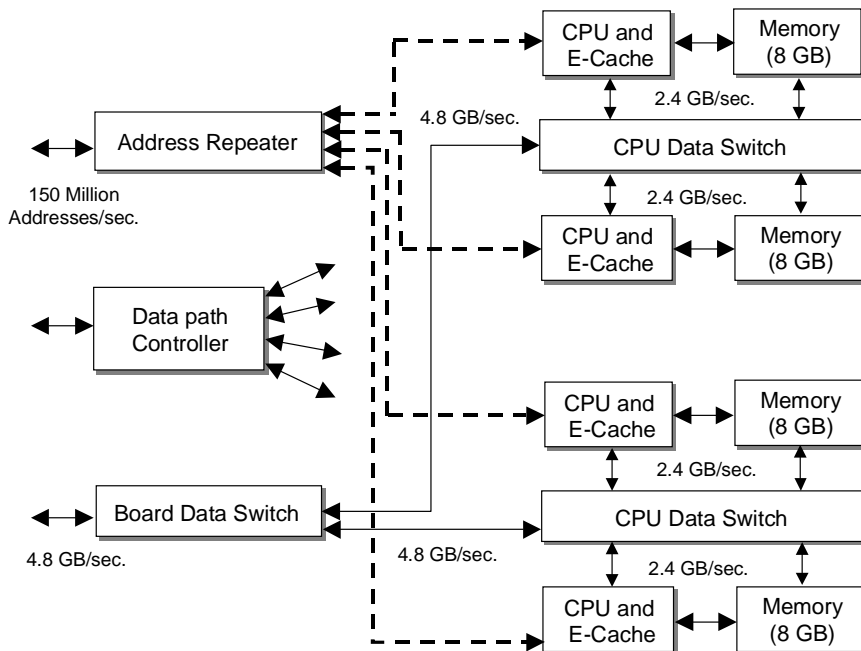 CPU and
E-Cache
Memory
(8 GB)
2.4 GB/sec.
4.8 GB/sec.
Address Repeater
CPU Data Switch
150 Million
Addresses/sec.
2.4 GB/sec.
CPU and
E-Cache
Memory
(8 GB)
Data path
Controller
CPU and
E-Cache
Memory
(8 GB)
2.4 GB/sec.
Board Data Switch
CPU Data Switch
4.8 GB/sec.
4.8 GB/sec.
2.4 GB/sec.
CPU and
E-Cache
Memory
(8 GB)